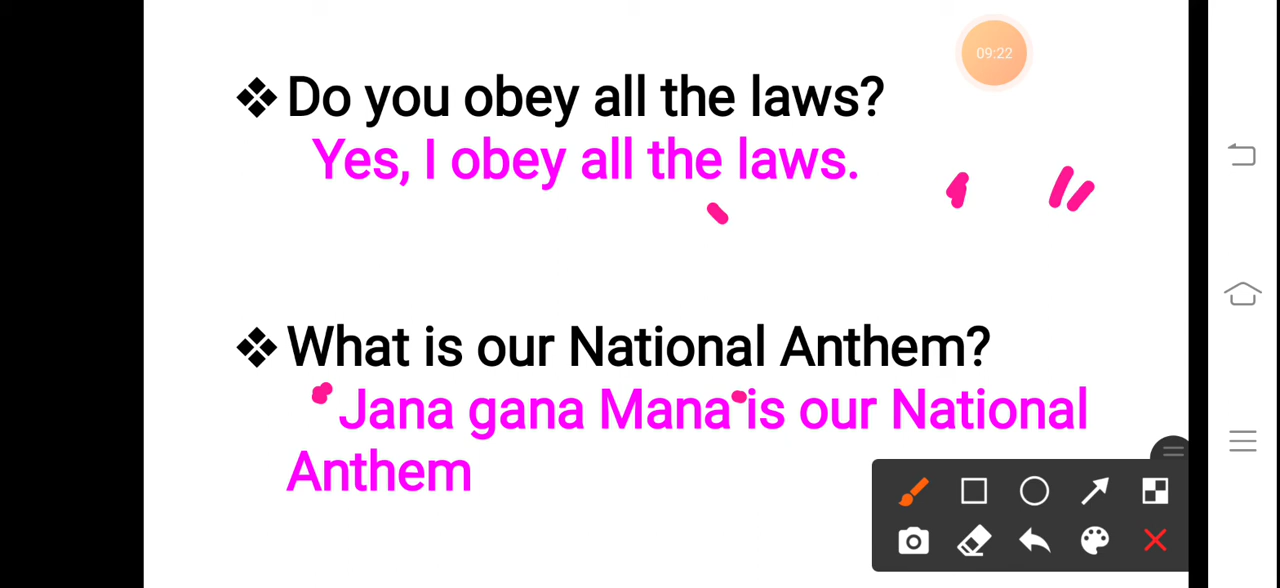 09:22
❖ Do you obey all the laws?
Yes, I obey all the laws.
❖ What is our National Anthem?
Jana gana Mana is our National
Anthem